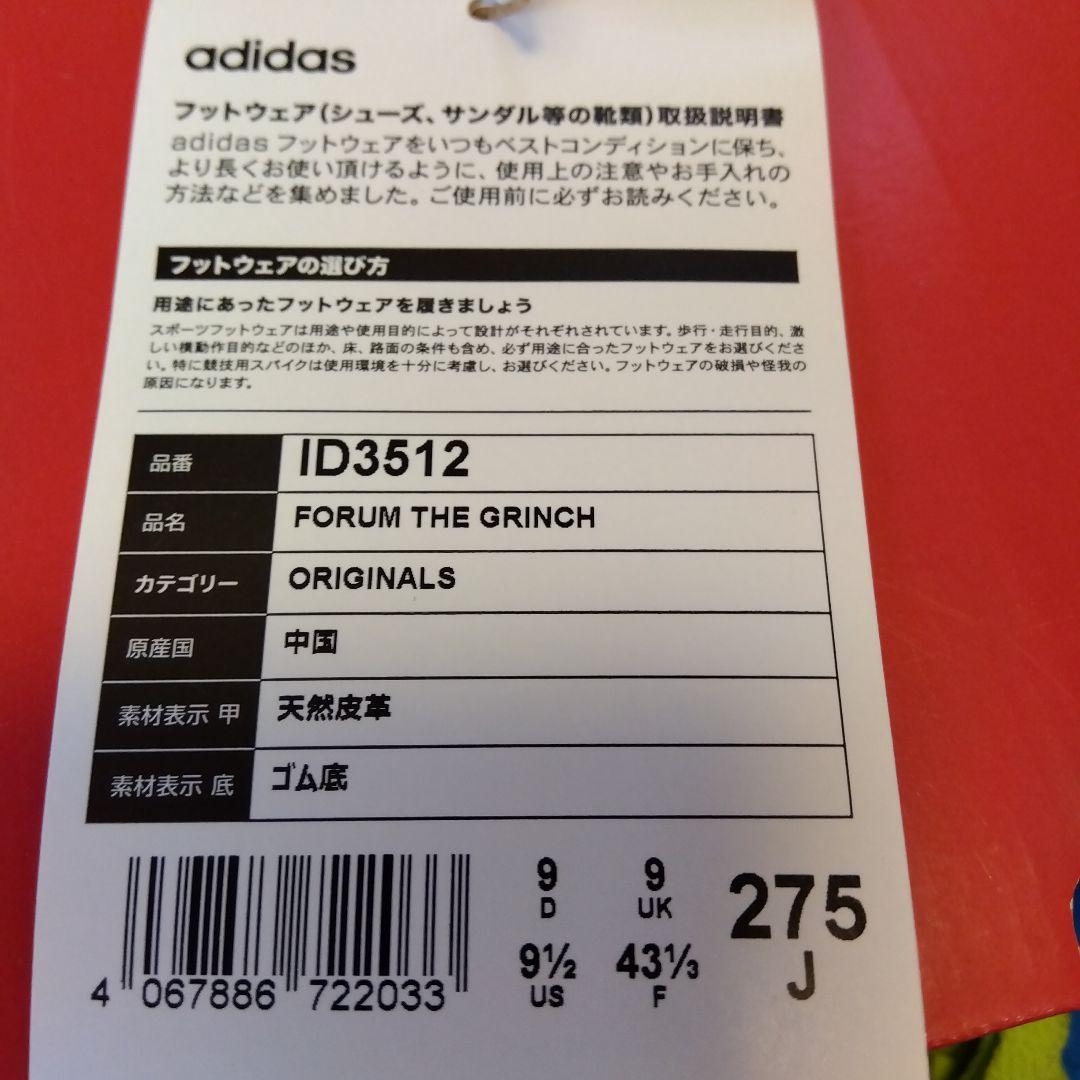 adidas
フットウェア(シューズ、サンダル等の靴類)取扱説明書
adidas フットウェアをいつもベストコンディションに保ち、
より長くお使い頂けるように、使用上の注意やお手入れの
方法などを集めました。ご使用前に必ずお読みください。
フットウェアの選び方
用途にあったフットウェアを履きましょう
スポーツフットウェアは用途や使用目的によって設計がそれぞれされています。歩行・走行目的、激
しい横動作目的などのほか、床、路面の条件も含め、必ず用途に合ったフットウェアをお選びくださ
い。特に競技用スパイクは使用環境を十分に考慮し、お選びください。フットウェアの破損や怪我の
原因になります。
品番 ID3512
品名 FORUM THE GRINCH
カテゴリー ORIGINALS
原産国 中国
素材表示 甲 天然皮革
素材表示 底 ゴム底
9 9 275
D UK J
9½ 43⅓
US F
4 067886 722033